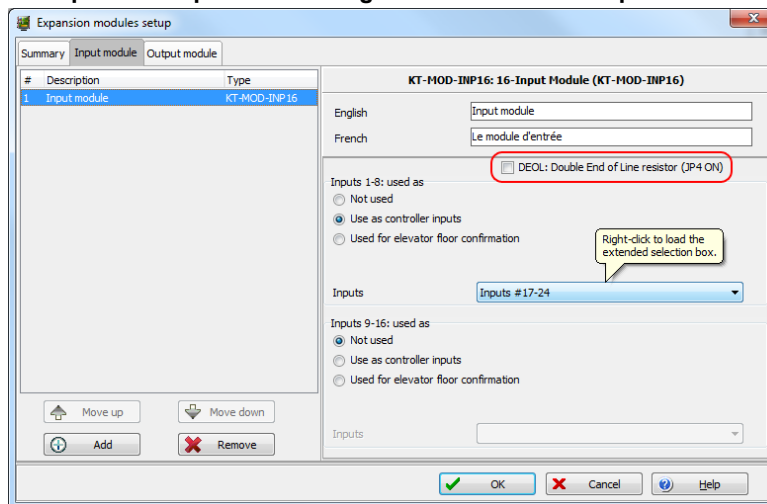 Expansion modules setup
Summary Input module Output module
# Description Type
1 Input module KT-MOD-INP16
Move up Move down
Add Remove
KT-MOD-INP16: 16-Input Module (KT-MOD-INP16)
English Input module
French Le module d'entrée
DEOL: Double End of Line resistor (JP4 ON)
Inputs 1-8: used as
Not used
Use as controller inputs
Used for elevator floor confirmation
Right-click to load the
extended selection box.
Inputs Inputs #17-24
Inputs 9-16: used as
Not used
Use as controller inputs
Used for elevator floor confirmation
Inputs
OK Cancel Help